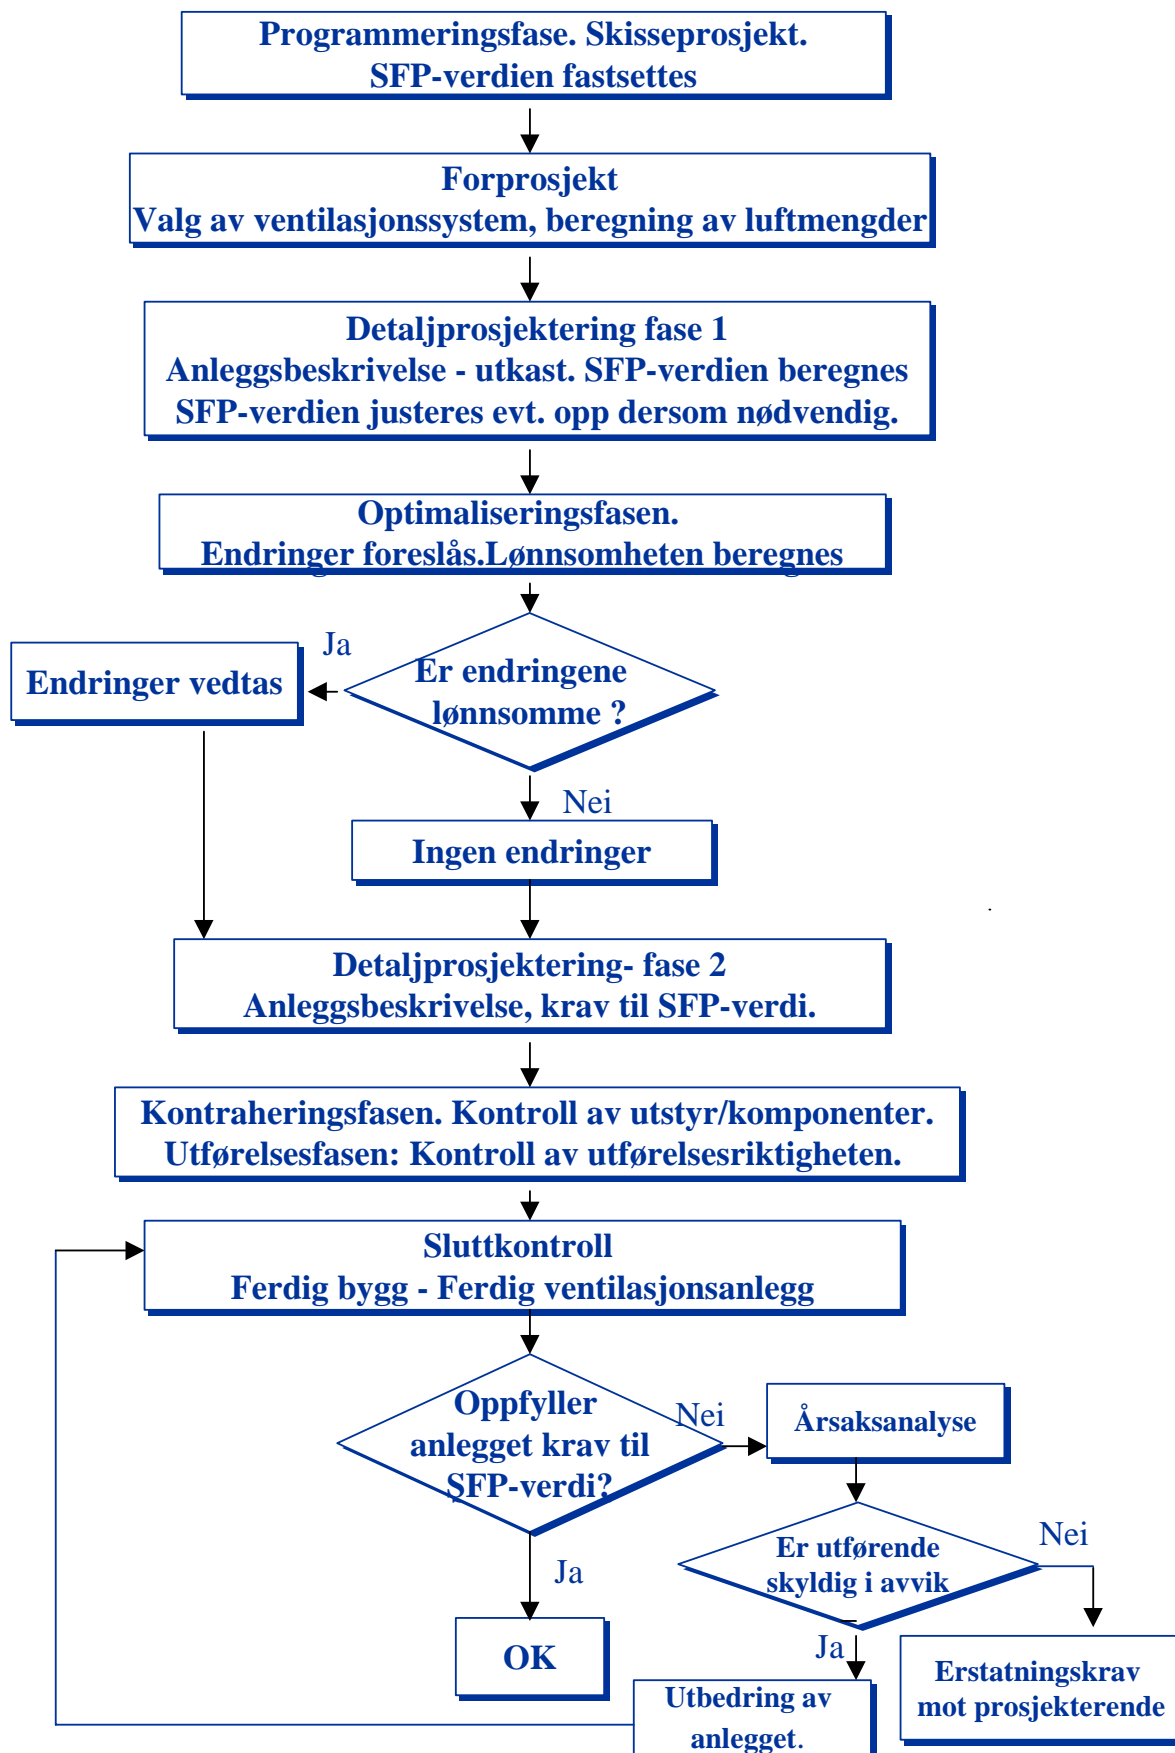 Programmeringsfase. Skisseprosjekt.
SFP-verdien fastsettes
Forprosjekt
Valg av ventilasjonssystem, beregning av luftmengder
Detaljprosjektering fase 1
Anleggsbeskrivelse - utkast. SFP-verdien beregnes
SFP-verdien justeres evt. opp dersom nødvendig.
Optimaliseringsfasen.
Endringer foreslås.Lønnsomheten beregnes
Ja
Endringer vedtas
Er endringene
lønnsomme ?
Nei
Ingen endringer
Detaljprosjektering- fase 2
Anleggsbeskrivelse, krav til SFP-verdi.
Kontraheringsfasen. Kontroll av utstyr/komponenter.
Utførelsesfasen: Kontroll av utførelsesriktigheten.
Sluttkontroll
Ferdig bygg - Ferdig ventilasjonsanlegg
Oppfyller
anlegget krav til
SFP-verdi?
Nei
Årsaksanalyse
Er utførende
skyldig i avvik
Nei
Ja
OK
Ja
Utbedring av
anlegget.
Erstatningskrav
mot prosjekterende